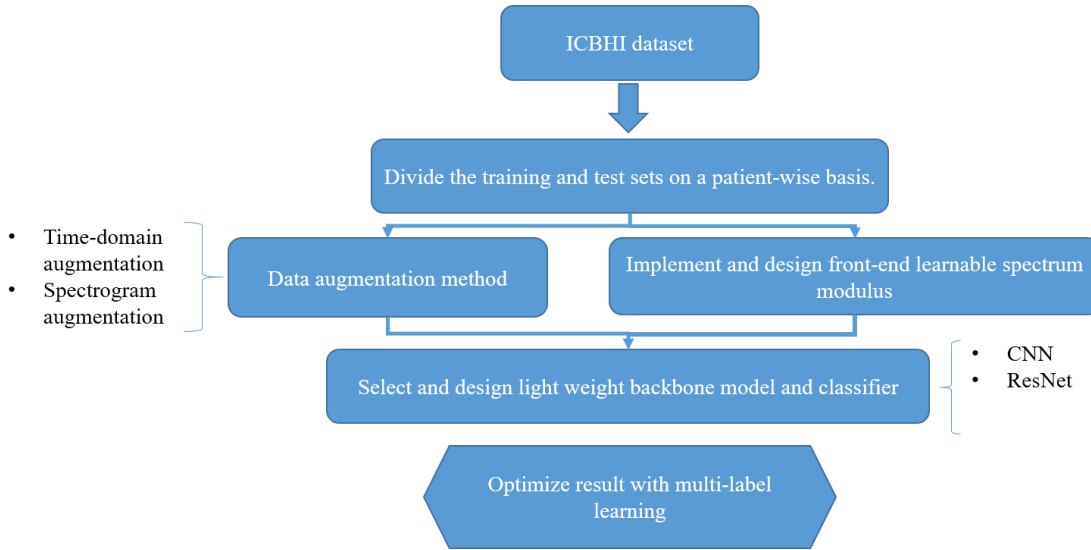 ICBHI dataset
Divide the training and test sets on a patient-wise basis.
• Time-domain
augmentation
• Spectrogram
augmentation
Data augmentation method
Implement and design front-end learnable spectrum
modulus
Select and design light weight backbone model and classifier
• CNN
• ResNet
Optimize result with multi-label
learning